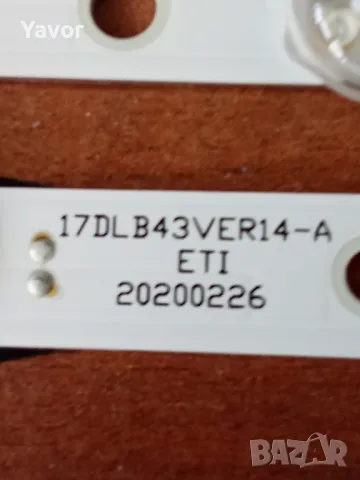 Yavor
17DLB43VER14-A
ETI
20200226
BAZAR